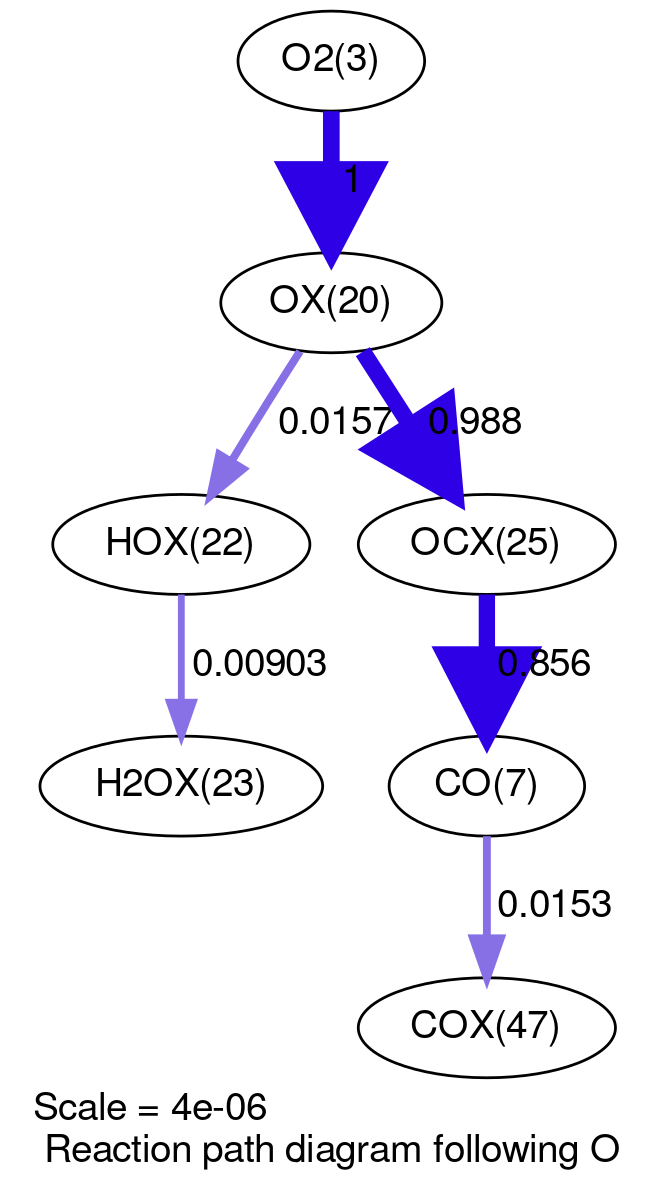 O2(3)
1
OX(20)
0.0157
0.988
HOX(22)
OCX(25)
0.00903
0.856
H2OX(23)
CO(7)
0.0153
COX(47)
Scale = 4e-06
Reaction path diagram following O